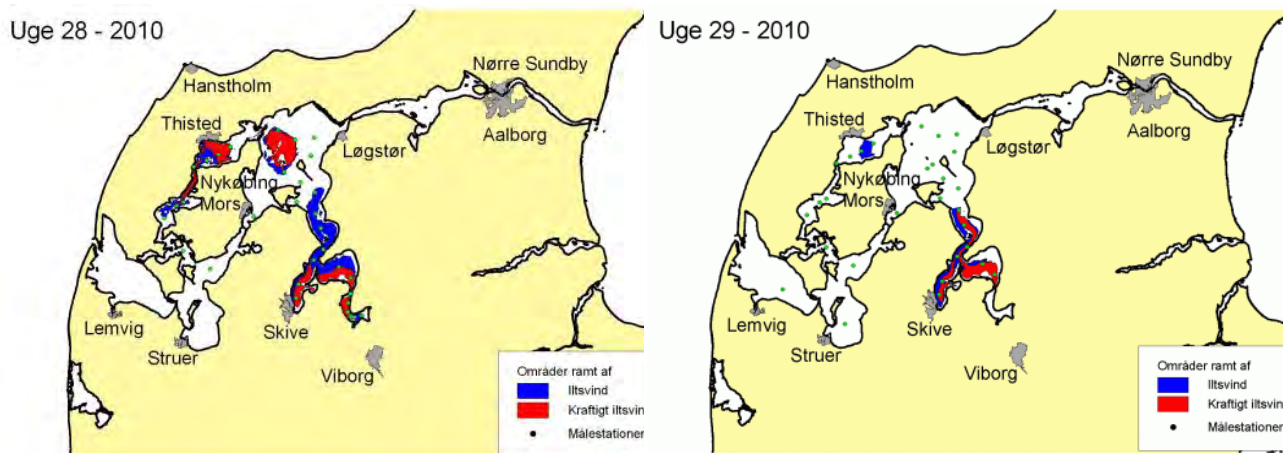 Uge 28 - 2010
Hanstholm
Nørre Sundby
Thisted
Aalborg
Løgstør
Nykøbing
Mors
Lemvig
Skive
Struer
Viborg
Områder ramt af
Iltsvind
Kraftigt iltsvin
Målestationer
Uge 29 - 2010
Hanstholm
Nørre Sundby
Thisted
Aalborg
Løgstør
Nykøbing
Mors
Lemvig
Skive
Struer
Viborg
Områder ramt af
Iltsvind
Kraftigt iltsvin
Målestationer